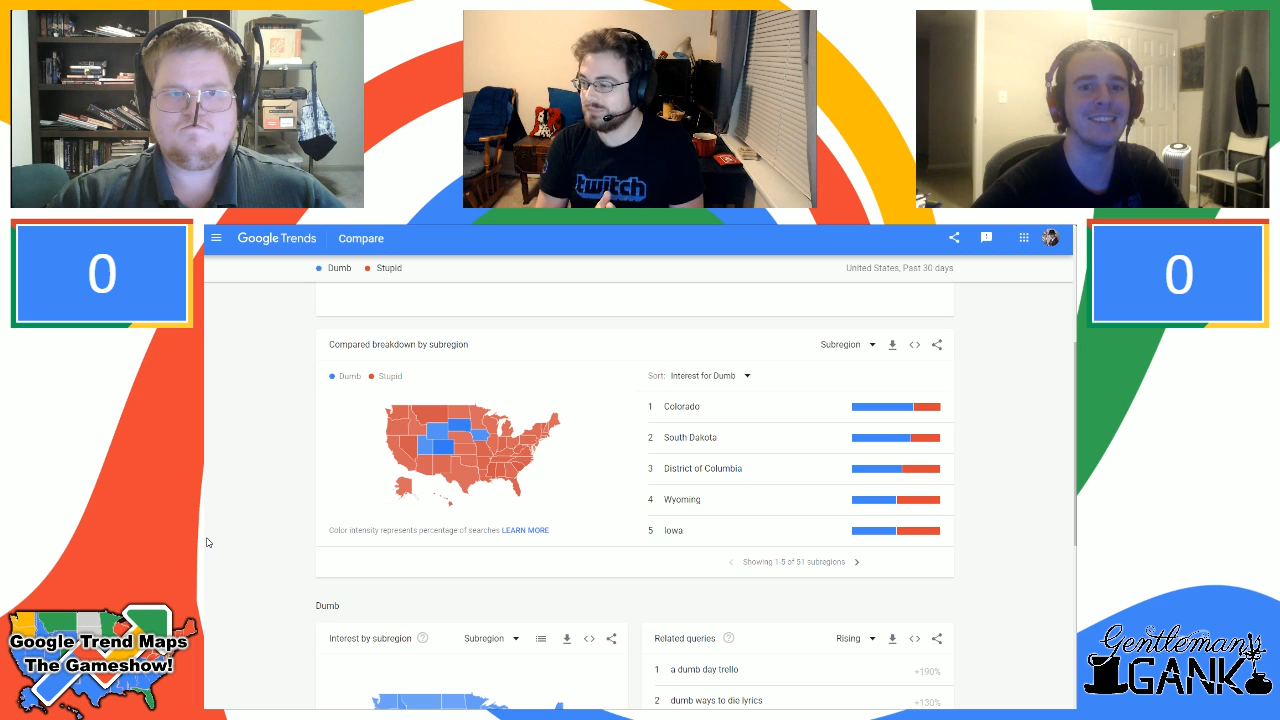 twitch
0
0
Google Trends Compare
Dumb Stupid United States, Past 30 days
Compared breakdown by subregion Subregion
Dumb Stupid
Sort: Interest for Dumb
1 Colorado
2 South Dakota
3 District of Columbia
4 Wyoming
5 Iowa
Color intensity represents percentage of searches LEARN MORE
Showing 1-5 of 51 subregions
Dumb
Interest by subregion Subregion
Related queries Rising
1 a dumb day trello +190%
2 dumb ways to die lyrics +130%
Google Trend Maps
The Gameshow!
Gentleman's
GANK